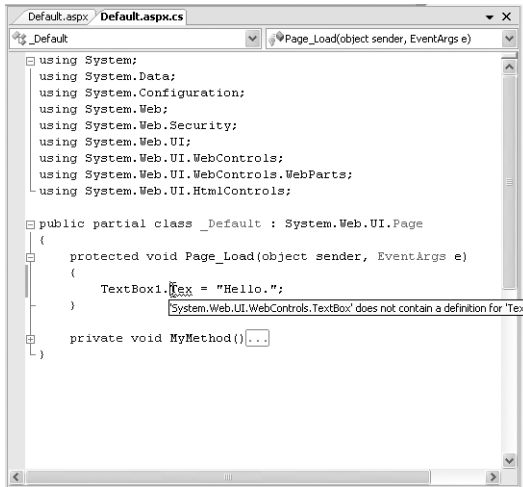 Default.aspx Default.aspx.cs
_Default Page_Load(object sender, EventArgs e)
using System;
using System.Data;
using System.Configuration;
using System.Web;
using System.Web.Security;
using System.Web.UI;
using System.Web.UI.WebControls;
using System.Web.UI.WebControls.WebParts;
using System.Web.UI.HtmlControls;
public partial class _Default : System.Web.UI.Page
{
protected void Page_Load(object sender, EventArgs e)
{
TextBox1.Tex = "Hello.";
}
'System.Web.UI.WebControls.TextBox' does not contain a definition for 'Tex
private void MyMethod()...
}